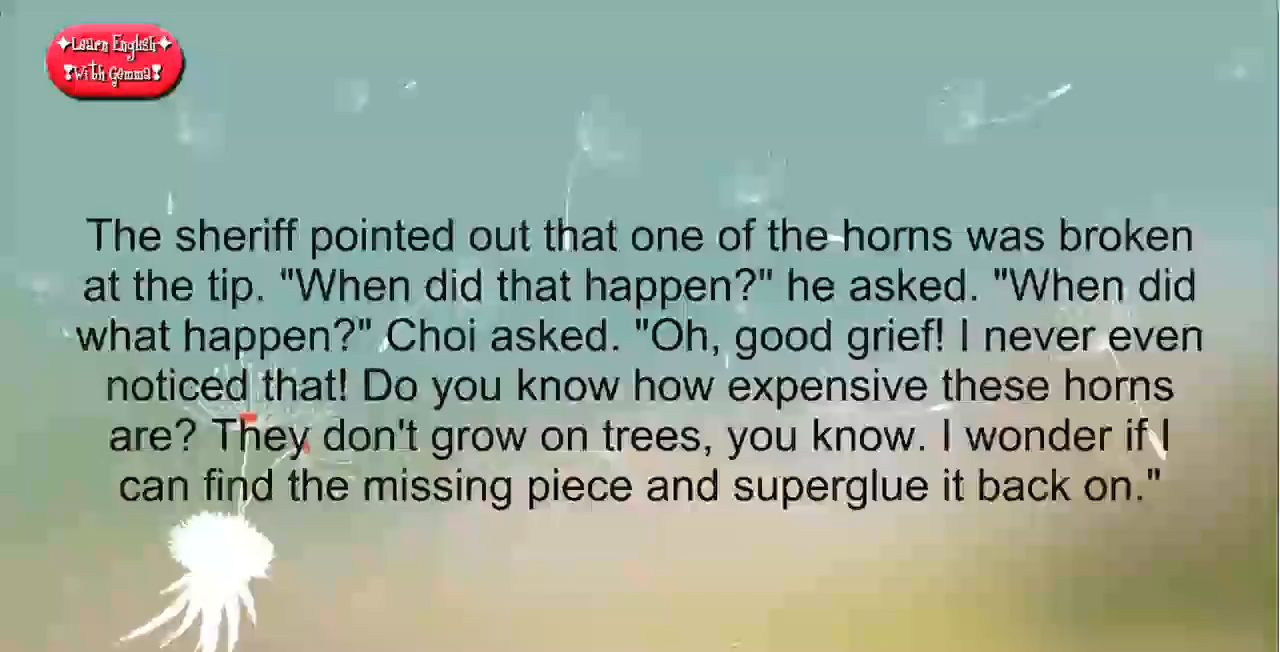 Learn English
With Gemma
The sheriff pointed out that one of the horns was broken
at the tip. "When did that happen?" he asked. "When did
what happen?" Choi asked. "Oh, good grief! I never even
noticed that! Do you know how expensive these horns
are? They don't grow on trees, you know. I wonder if I
can find the missing piece and superglue it back on."